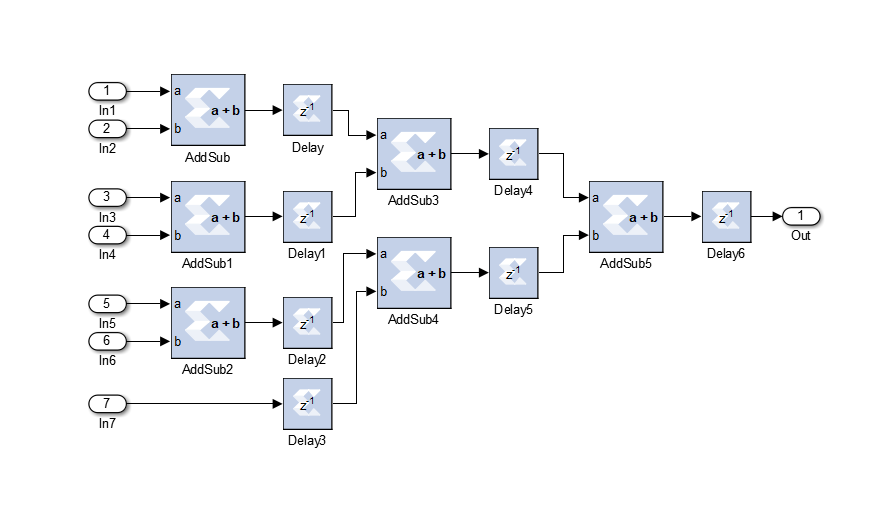 1
In1
2
In2
a
b
a + b
AddSub
z-1
Delay
3
In3
4
In4
a
b
a + b
AddSub1
z-1
Delay1
5
In5
6
In6
a
b
a + b
AddSub2
z-1
Delay2
7
In7
z-1
Delay3
a
b
a + b
AddSub3
z-1
Delay4
a
b
a + b
AddSub4
z-1
Delay5
a
b
a + b
AddSub5
z-1
Delay6
1
Out